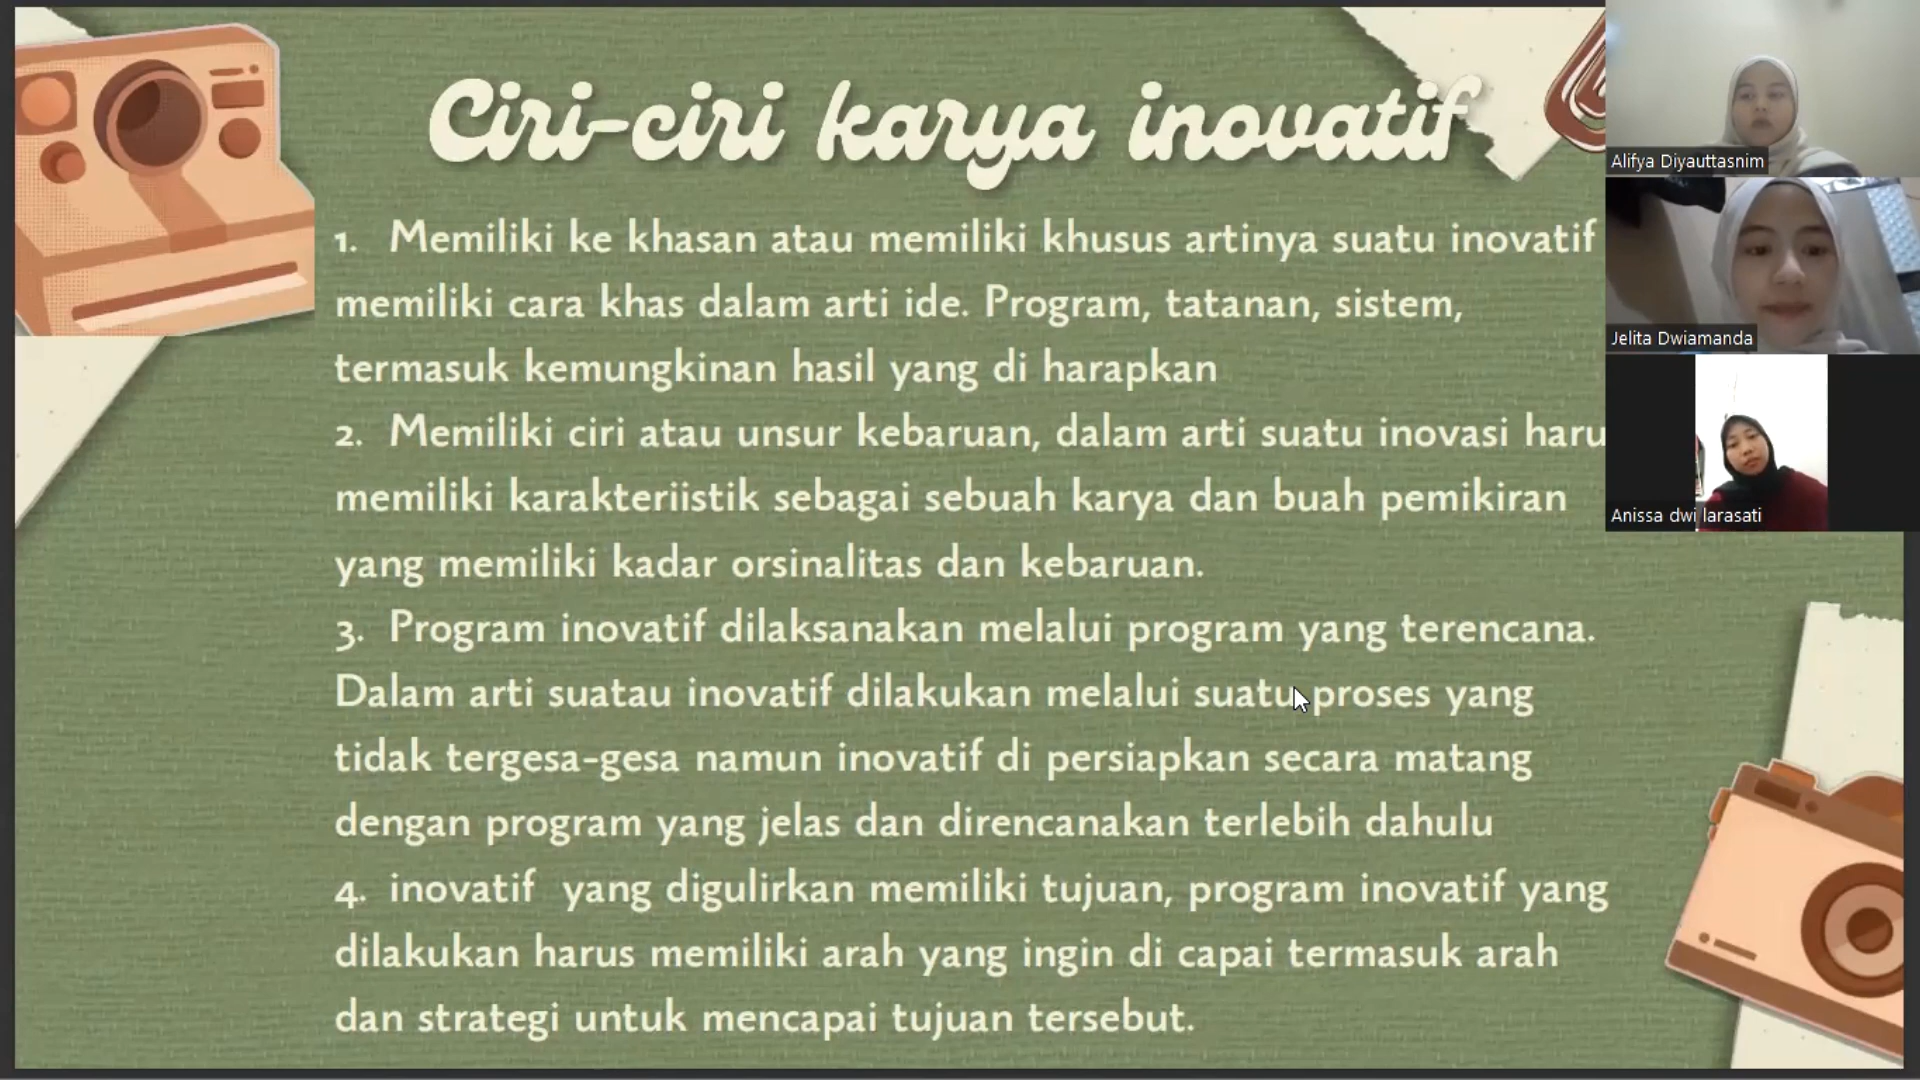 Ciri-ciri karya inovatif
1. Memiliki ke khasan atau memiliki khusus artinya suatu inovatif
memiliki cara khas dalam arti ide. Program, tatanan, sistem,
termasuk kemungkinan hasil yang di harapkan
2. Memiliki ciri atau unsur kebaruan, dalam arti suatu inovasi haru
memiliki karakteriistik sebagai sebuah karya dan buah pemikiran
yang memiliki kadar orsinalitas dan kebaruan.
3. Program inovatif dilaksanakan melalui program yang terencana.
Dalam arti suatau inovatif dilakukan melalui suatu proses yang
tidak tergesa-gesa namun inovatif di persiapkan secara matang
dengan program yang jelas dan direncanakan terlebih dahulu
4. inovatif yang digulirkan memiliki tujuan, program inovatif yang
dilakukan harus memiliki arah yang ingin di capai termasuk arah
dan strategi untuk mencapai tujuan tersebut.
Alifya Diyauttasnim
Jelita Dwiamanda
Anissa dwi larasati